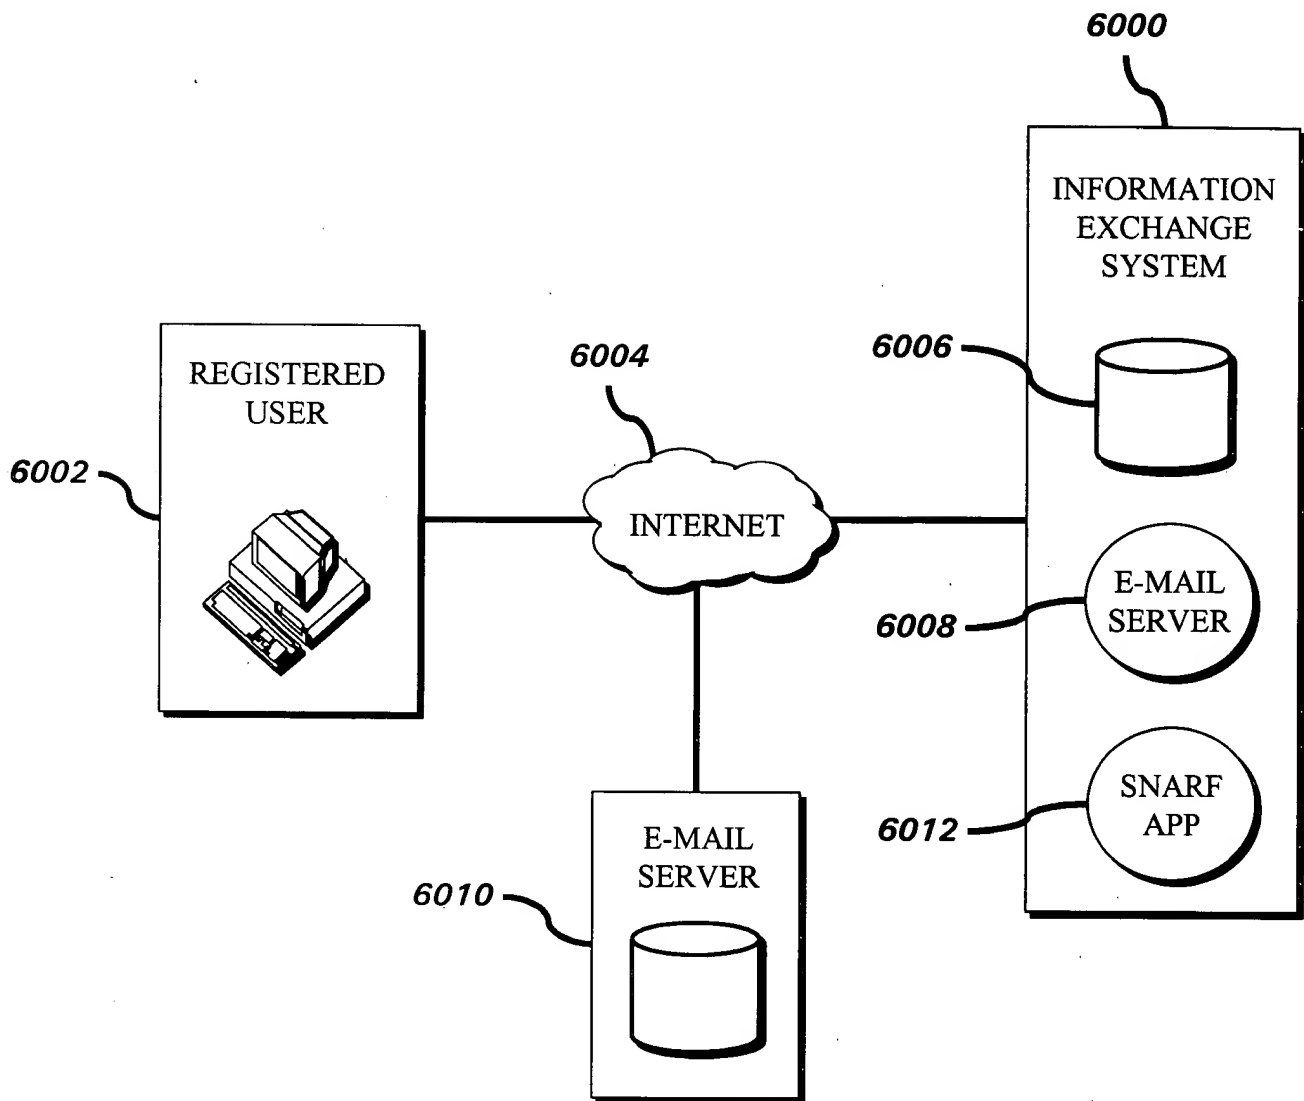 6000
INFORMATION
EXCHANGE
SYSTEM
6004
6006
REGISTERED
USER
6002
INTERNET
E-MAIL
SERVER
6008
SNARF
APP
6012
E-MAIL
SERVER
6010